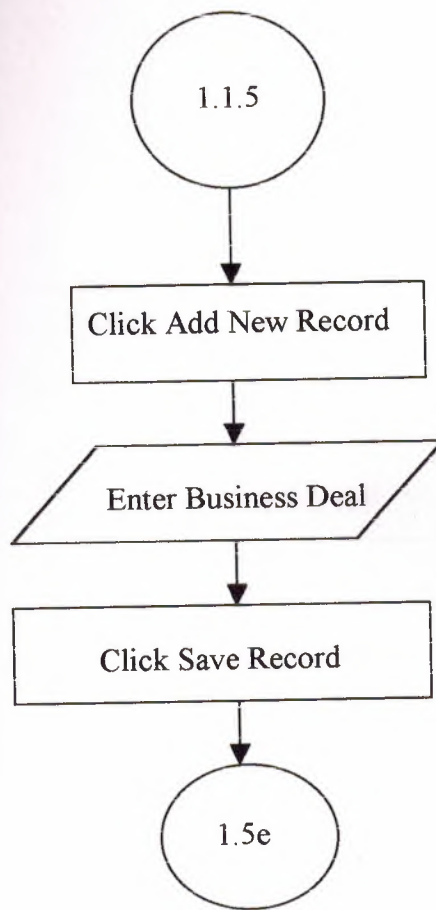 1.1.5
Click Add New Record
Enter Business Deal
Click Save Record
1.5e